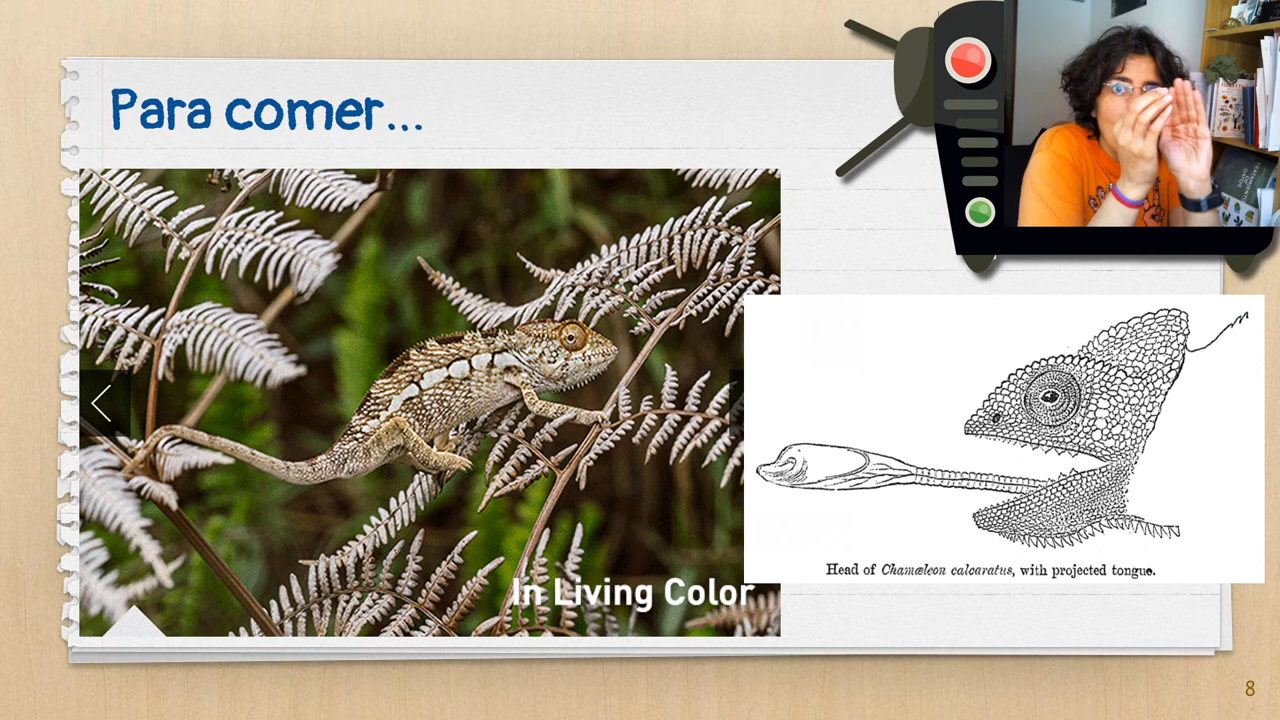 Para comer...
In Living Color
Head of Chamæleon calcaratus, with projected tongue.
8